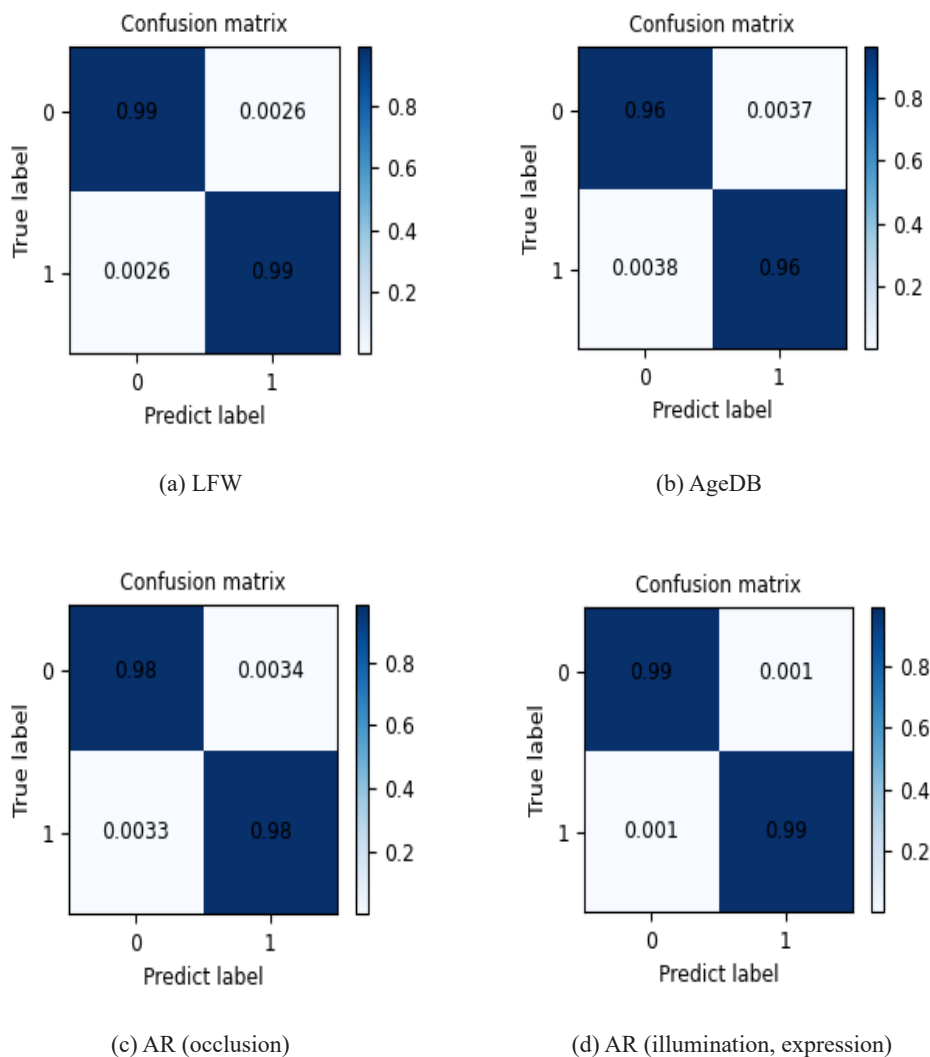 Confusion matrix
0.99 0.0026
0.0026 0.99
0
1
True label
0 1
Predict label
0.8
0.6
0.4
0.2
(a) LFW
Confusion matrix
0.96 0.0037
0.0038 0.96
0
1
True label
0 1
Predict label
0.8
0.6
0.4
0.2
(b) AgeDB
Confusion matrix
0.98 0.0034
0.0033 0.98
0
1
True label
0 1
Predict label
0.8
0.6
0.4
0.2
(c) AR (occlusion)
Confusion matrix
0.99 0.001
0.001 0.99
0
1
True label
0 1
Predict label
0.8
0.6
0.4
0.2
(d) AR (illumination, expression)